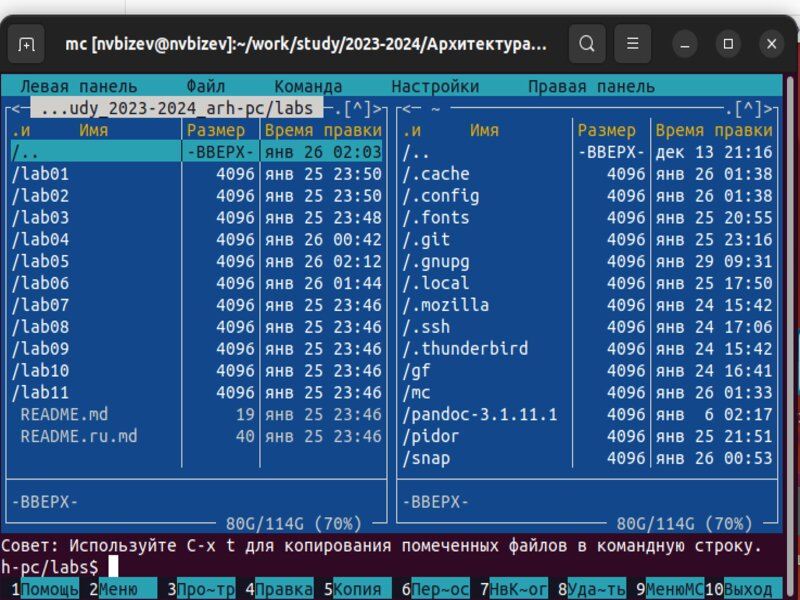 mc [nvbizev@nvbizev]:~/work/study/2023-2024/Архитектура...
Левая панель Файл Команда Настройки Правая панель
<- ...udy_2023-2024_arh-pc/labs .[^]>
.и Имя Размер Время правки
/.. -ВВЕРХ- янв 26 02:03
/lab01 4096 янв 25 23:50
/lab02 4096 янв 25 23:50
/lab03 4096 янв 25 23:48
/lab04 4096 янв 26 00:42
/lab05 4096 янв 26 02:12
/lab06 4096 янв 26 01:44
/lab07 4096 янв 25 23:46
/lab08 4096 янв 25 23:46
/lab09 4096 янв 25 23:46
/lab10 4096 янв 25 23:46
/lab11 4096 янв 25 23:46
README.md 19 янв 25 23:46
README.ru.md 40 янв 25 23:46
-ВВЕРХ-
80G/114G (70%)
<- ~ .[^]>
.и Имя Размер Время правки
/.. -ВВЕРХ- дек 13 21:16
/.cache 4096 янв 26 01:38
/.config 4096 янв 26 01:38
/.fonts 4096 янв 25 20:55
/.git 4096 янв 25 23:16
/.gnupg 4096 янв 29 09:31
/.local 4096 янв 25 17:50
/.mozilla 4096 янв 24 15:42
/.ssh 4096 янв 24 17:06
/.thunderbird 4096 янв 24 15:42
/gf 4096 янв 24 16:41
/mc 4096 янв 26 01:33
/pandoc-3.1.11.1 4096 янв 6 02:17
/pidor 4096 янв 25 21:51
/snap 4096 янв 26 00:53
-ВВЕРХ-
80G/114G (70%)
Совет: Используйте C-x t для копирования помеченных файлов в командную строку.
h-pc/labs$
1Помощь 2Меню 3Про~тр 4Правка 5Копия 6Пер~ос 7НвК~ог 8Уда~ть 9МенюMC 10Выход